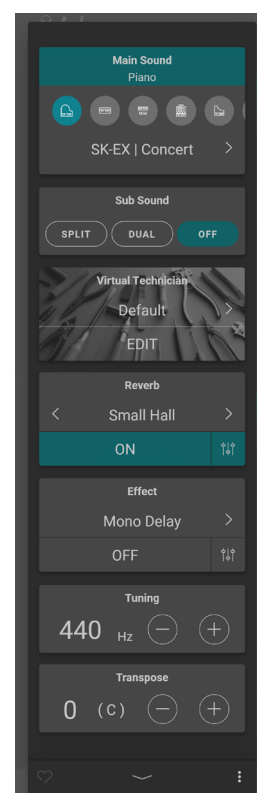 Main Sound
Piano
SK-EX | Concert
Sub Sound
SPLIT DUAL OFF
Virtual Technician
Default
EDIT
Reverb
Small Hall
ON
Effect
Mono Delay
OFF
Tuning
440 Hz
Transpose
0 (C)